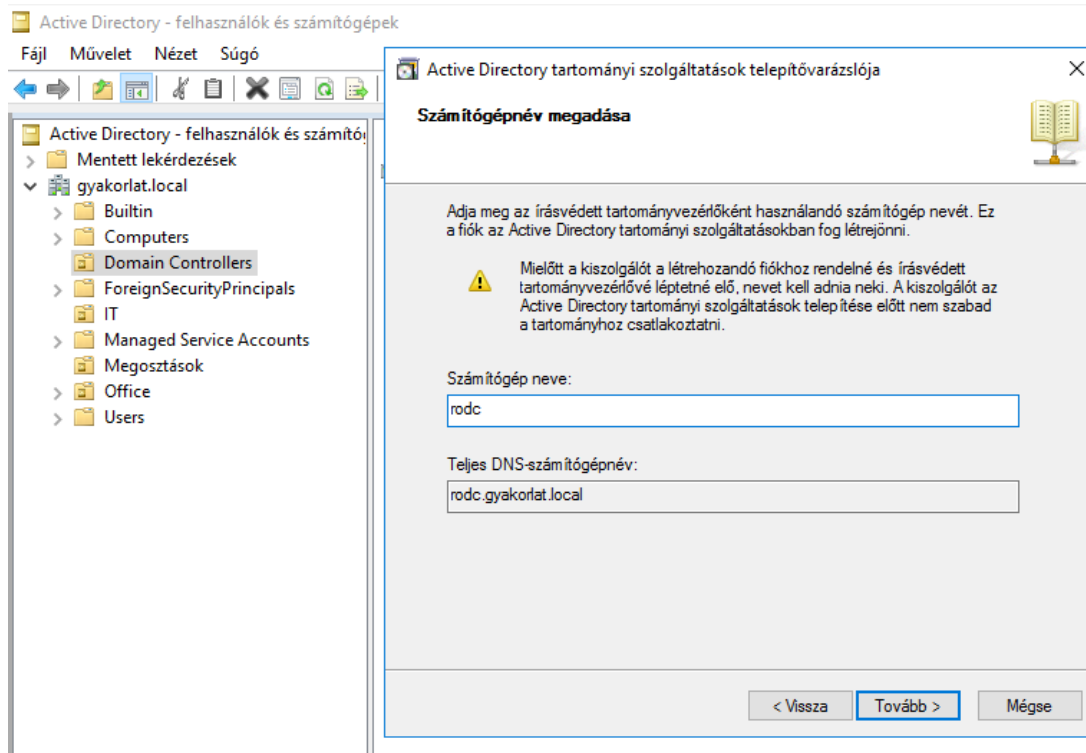 Active Directory - felhasználók és számítógépek
Fájl Művelet Nézet Súgó
Active Directory - felhasználók és számító
Mentett lekérdezések
gyakorlat.local
Builtin
Computers
Domain Controllers
ForeignSecurityPrincipals
IT
Managed Service Accounts
Megosztások
Office
Users
Active Directory tartományi szolgáltatások telepítővarázslója
Számítógépnév megadása
Adja meg az írásvédett tartományvezérlőként használandó számítógép nevét. Ez
a fiók az Active Directory tartományi szolgáltatásokban fog létrejönni.
Mielőtt a kiszolgálót a létrehozandó fiókhoz rendelné és írásvédett
tartományvezérlővé léptetné elő, nevet kell adnia neki. A kiszolgálót az
Active Directory tartományi szolgáltatások telepítése előtt nem szabad
a tartományhoz csatlakoztatni.
Számítógép neve:
rodc
Teljes DNS-számítógépnév:
rodc.gyakorlat.local
< Vissza Tovább > Mégse